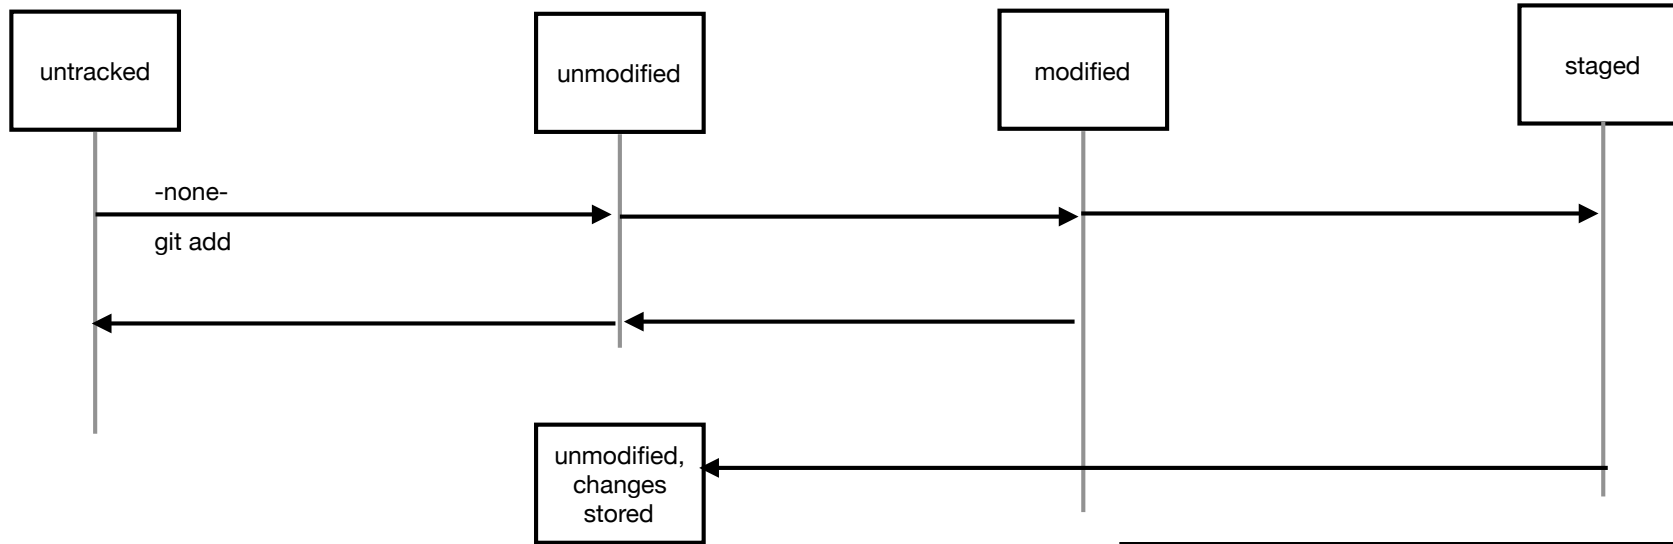 untracked
unmodified
modified
staged
-none-
git add
unmodified,
changes
stored